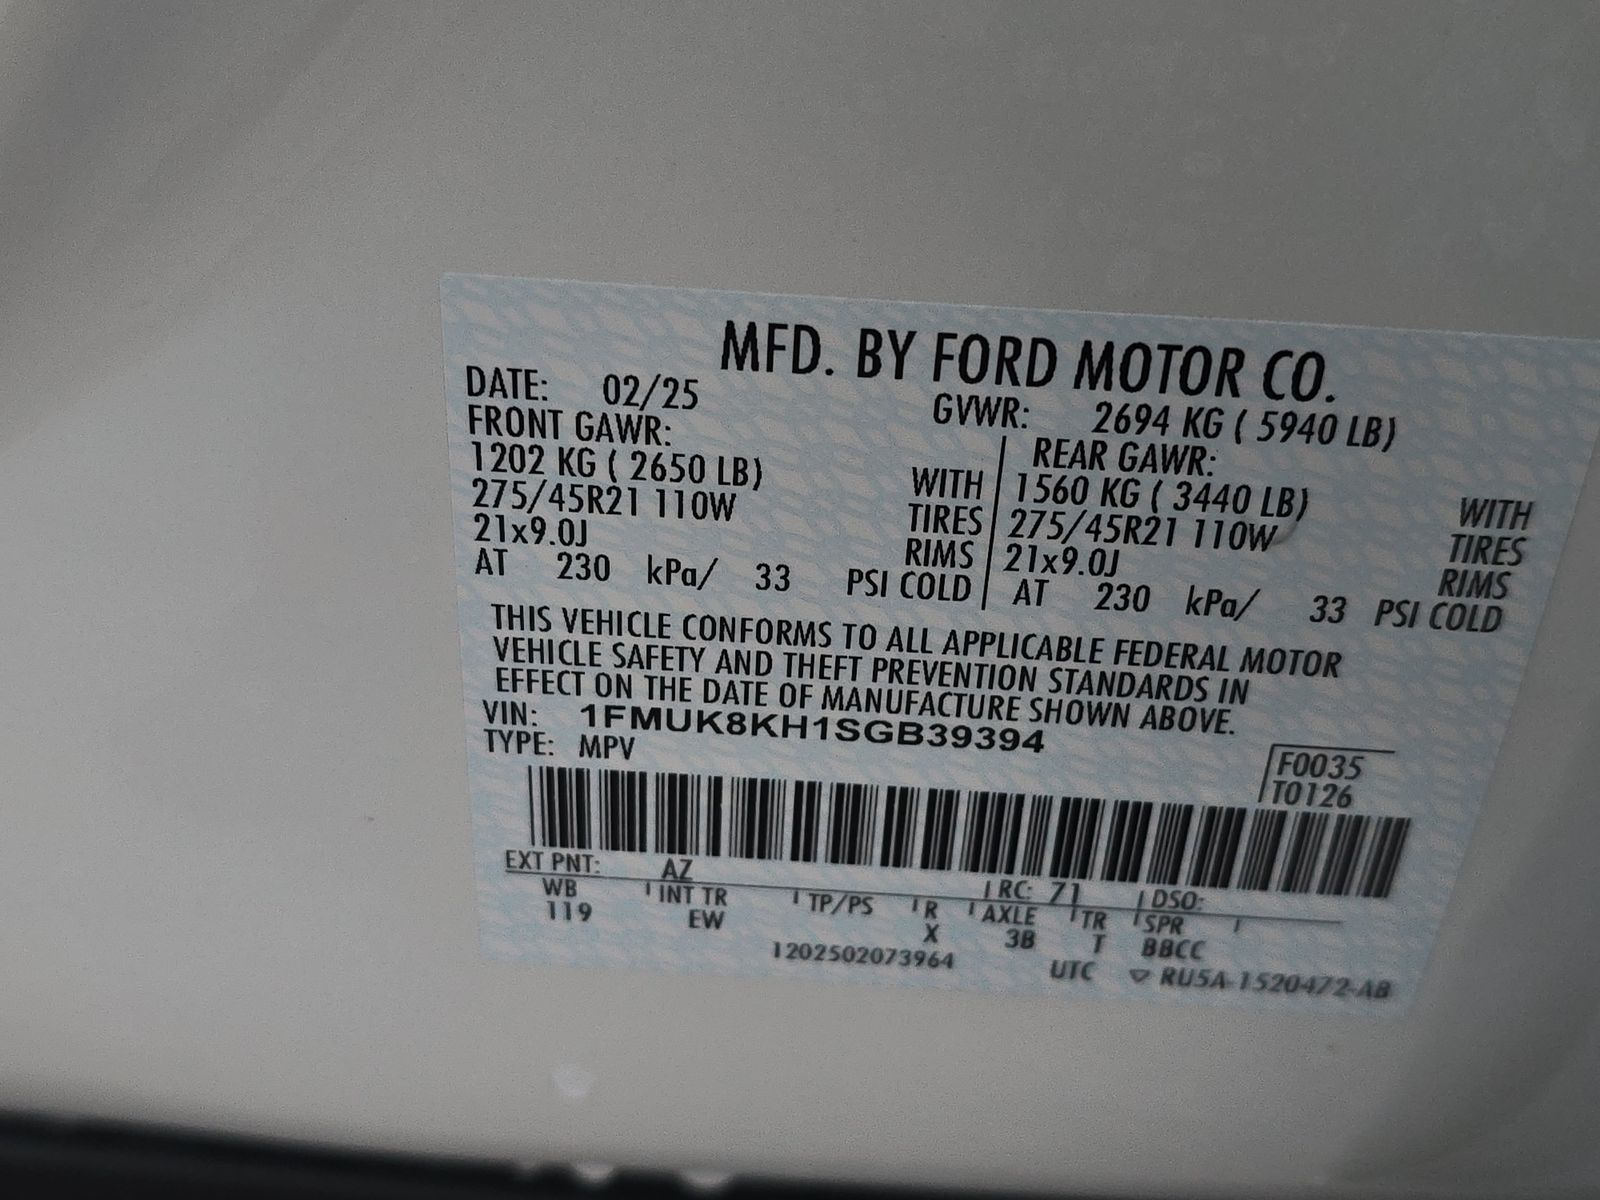 MFD. BY FORD MOTOR CO.
DATE: 02/25 GVWR: 2694 KG ( 5940 LB)
FRONT GAWR: REAR GAWR:
1202 KG ( 2650 LB) WITH 1560 KG ( 3440 LB) WITH
275/45R21 110W TIRES 275/45R21 110W TIRES
21x9.0J RIMS 21x9.0J RIMS
AT 230 kPa/ 33 PSI COLD AT 230 kPa/ 33 PSI COLD
THIS VEHICLE CONFORMS TO ALL APPLICABLE FEDERAL MOTOR
VEHICLE SAFETY AND THEFT PREVENTION STANDARDS IN
EFFECT ON THE DATE OF MANUFACTURE SHOWN ABOVE.
VIN: 1FMUK8KH1SGB39394
TYPE: MPV
F0035
T0126
EXT PNT: AZ RC: 71 DSO:
WB INT TR TP/PS R AXLE TR SPR
119 EW X 3B T BBCC
1202502073964 UTC RU5A-1520472-AB